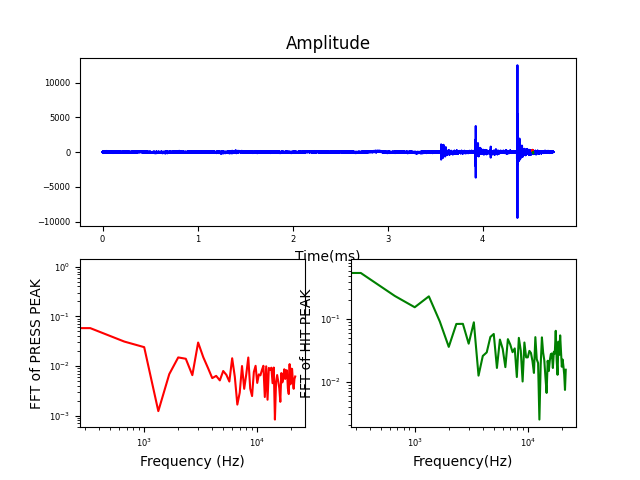 Amplitude
10000
5000
0
−5000
−10000
0 1 2 3 4
Time(ms)
FFT of PRESS PEAK
10⁰
10⁻¹
10⁻²
10⁻³
10³ 10⁴
Frequency (Hz)
FFT of HIT PEAK
10⁻¹
10⁻²
10³ 10⁴
Frequency(Hz)